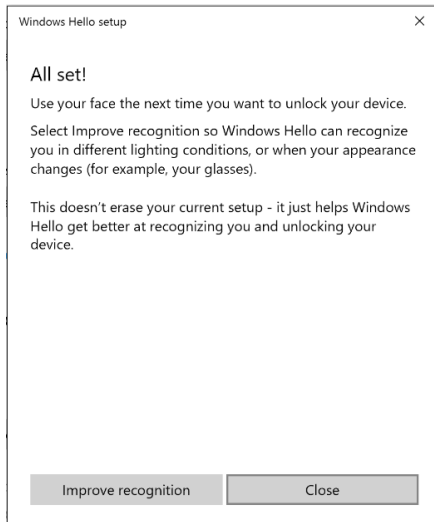 Windows Hello setup
All set!
Use your face the next time you want to unlock your device.
Select Improve recognition so Windows Hello can recognize
you in different lighting conditions, or when your appearance
changes (for example, your glasses).
This doesn't erase your current setup - it just helps Windows
Hello get better at recognizing you and unlocking your
device.
Improve recognition
Close